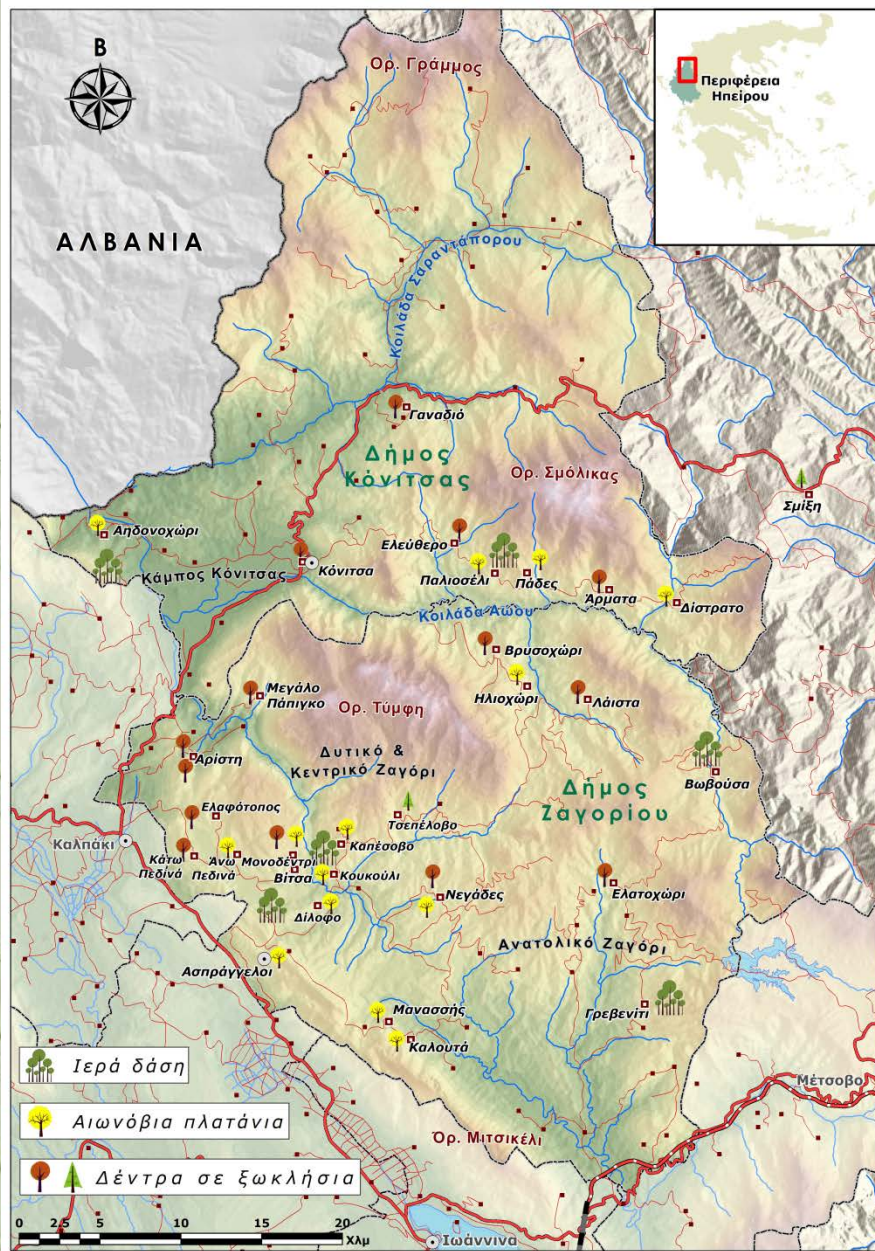 Β
Ορ. Γράμμος
Περιφέρεια
Ηπείρου
ΑΛΒΑΝΙΑ
Κοιλάδα Σαρανταπόρου
Γαναδιό
Δήμος
Κόνιτσας
Ορ. Σμόλικας
Σμίξη
Αηδονοχώρι
Ελεύθερο
Κάμπος Κόνιτσας
Κόνιτσα
Παλιοσέλι
Πάδες
Άρματα
Δίστρατο
Κοιλάδα Αώου
Βρυσοχώρι
Μεγάλο
Πάπιγκο
Ηλιοχώρι
Λάιστα
Ορ. Τύμφη
Αρίστη
Δυτικό &
Κεντρικό Ζαγόρι
Βωβούσα
Δήμος
Ζαγορίου
Ελαφότοπος
Τσεπέλοβο
Καλπάκι
Καπέσοβο
Κάτω
Πεδινά
Άνω
Πεδινά
Μονοδέντρι
Βίτσα
Κουκούλι
Νεγάδες
Ελατοχώρι
Δίλοφο
Ανατολικό Ζαγόρι
Ασπράγγελοι
Γρεβενίτι
Μανασσής
Καλουτά
Ιερά δάση
Μέτσοβο
Αιωνόβια πλατάνια
Όρ. Μιτσικέλι
Δέντρα σε ξωκλήσια
0 2,5 5 10 15 20
Χλμ
Ιωάννινα